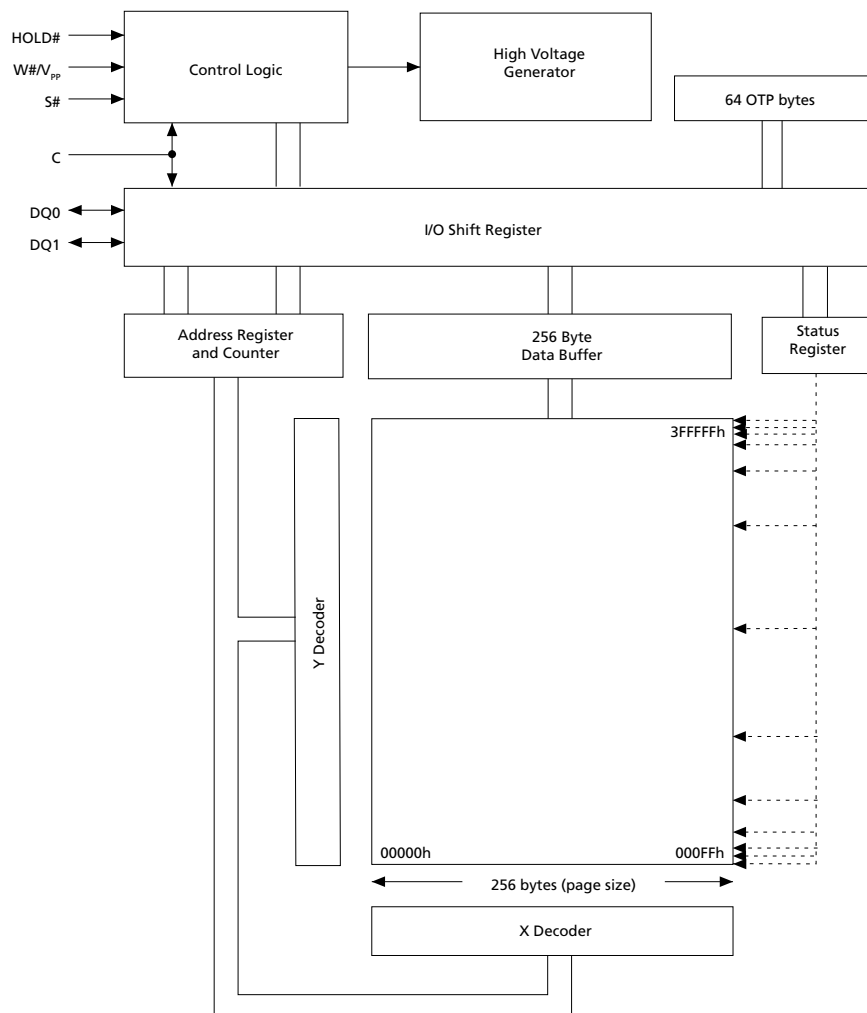 HOLD#
W#/VPP
S#
Control Logic
High Voltage
Generator
64 OTP bytes
C
DQ0
DQ1
I/O Shift Register
Address Register
and Counter
256 Byte
Data Buffer
Status
Register
3FFFFFh
Y Decoder
00000h
000FFh
256 bytes (page size)
X Decoder